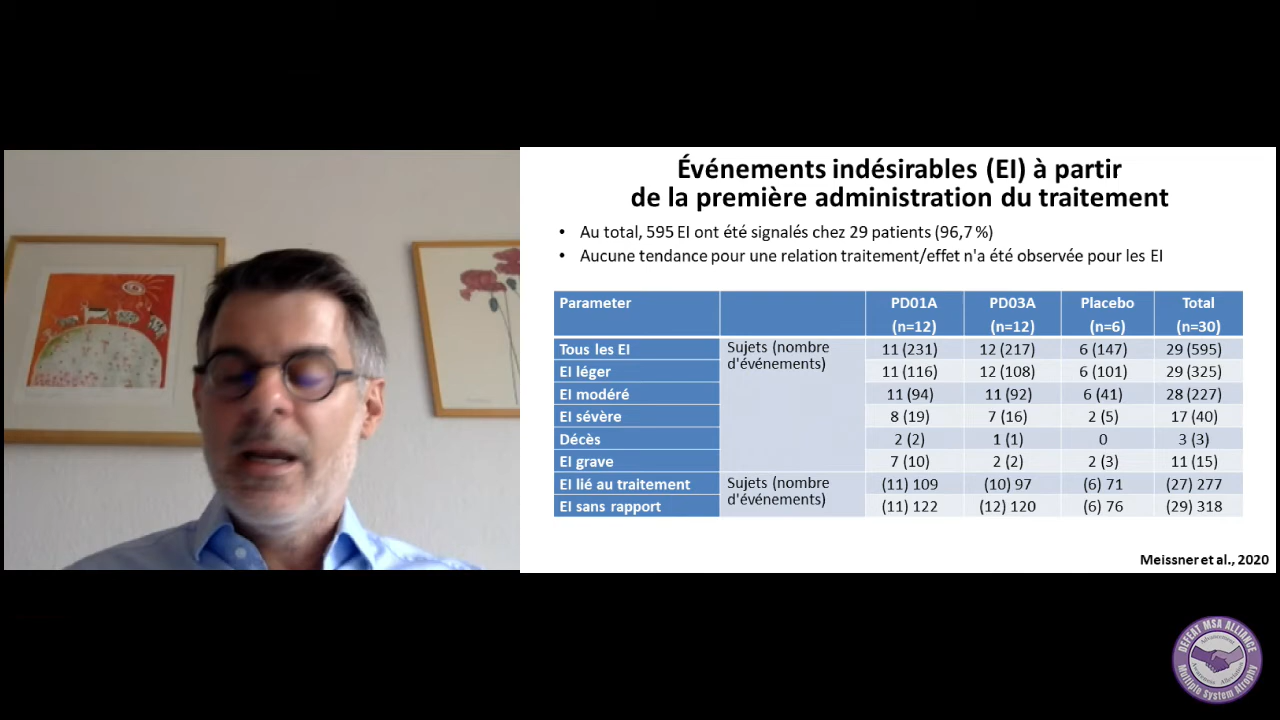 Événements indésirables (EI) à partir
de la première administration du traitement
• Au total, 595 EI ont été signalés chez 29 patients (96,7 %)
• Aucune tendance pour une relation traitement/effet n'a été observée pour les EI
Parameter PD01A (n=12) PD03A (n=12) Placebo (n=6) Total (n=30)
Tous les EI Sujets (nombre d'événements) 11 (231) 12 (217) 6 (147) 29 (595)
EI léger 11 (116) 12 (108) 6 (101) 29 (325)
EI modéré 11 (94) 11 (92) 6 (41) 28 (227)
EI sévère 8 (19) 7 (16) 2 (5) 17 (40)
Décès 2 (2) 1 (1) 0 3 (3)
EI grave 7 (10) 2 (2) 2 (3) 11 (15)
EI lié au traitement Sujets (nombre d'événements) (11) 109 (10) 97 (6) 71 (27) 277
EI sans rapport (11) 122 (12) 120 (6) 76 (29) 318
Meissner et al., 2020
DEFEAT MSA ALLIANCE
Multiple System Atrophy